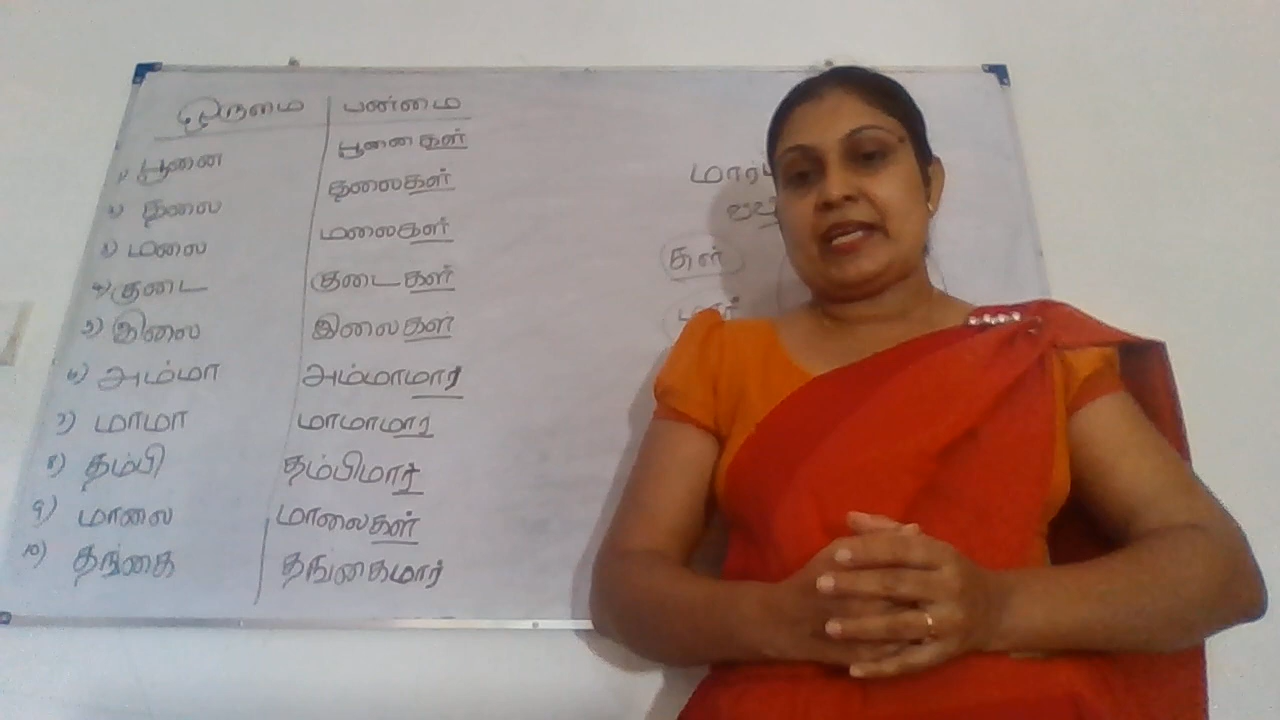 ஒருமை பண்மை
1) பூனை பூனைகள்
2) தலை தலைகள்
3) மலை மலைகள்
4) குடை குடைகள்
5) இலை இலைகள்
6) அம்மா அம்மாமார்
7) மாமா மாமாமார்
8) தம்பி தம்பிமார்
9) மாலை மாலைகள்
10) தங்கை தங்கைமார்
கள்